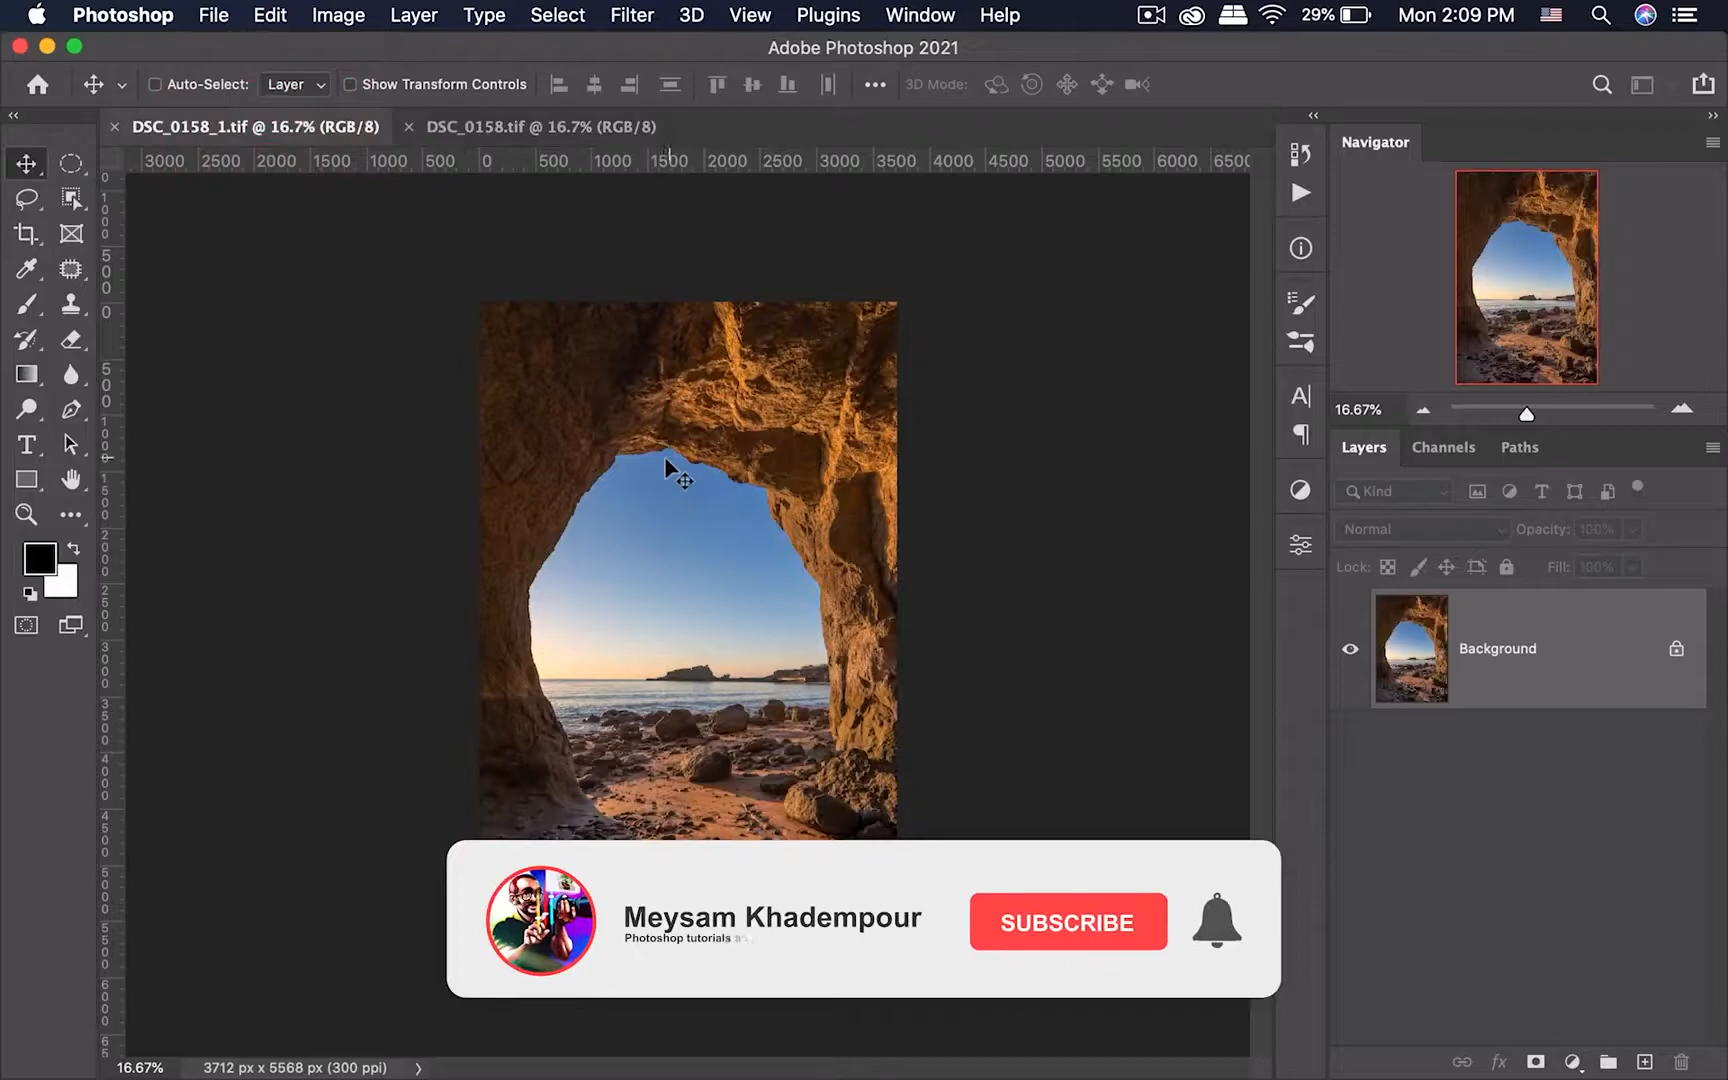 Photoshop File Edit Image Layer Type Select Filter 3D View Plugins Window Help 29% Mon 2:09 PM
Adobe Photoshop 2021
Auto-Select: Layer Show Transform Controls 3D Mode:
DSC_0158_1.tif @ 16.7% (RGB/8) DSC_0158.tif @ 16.7% (RGB/8)
3000 2500 2000 1500 1000 500 0 500 1000 1500 2000 2500 3000 3500 4000 4500 5000 5500 6000 6500
Navigator
16.67%
Layers Channels Paths
Kind
Normal Opacity: 100%
Lock: Fill: 100%
Background
Meysam Khadempour
Photoshop tutorials
SUBSCRIBE
16.67% 3712 px x 5568 px (300 ppi)